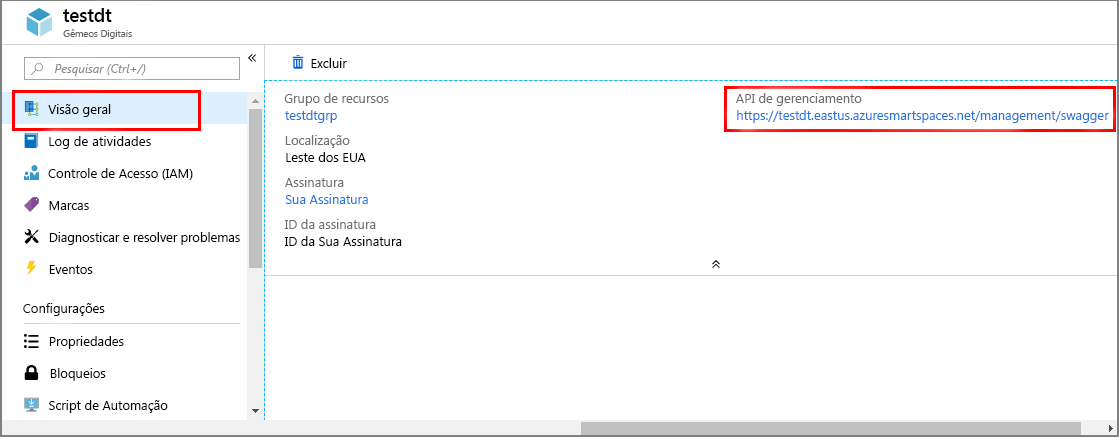 testdt
Gêmeos Digitais
Pesquisar (Ctrl+/)
Visão geral
Log de atividades
Controle de Acesso (IAM)
Marcas
Diagnosticar e resolver problemas
Eventos
Configurações
Propriedades
Bloqueios
Script de Automação
Excluir
Grupo de recursos
testdtgrp
Localização
Leste dos EUA
Assinatura
Sua Assinatura
ID da assinatura
ID da Sua Assinatura
API de gerenciamento
https://testdt.eastus.azuresmartspaces.net/management/swagger